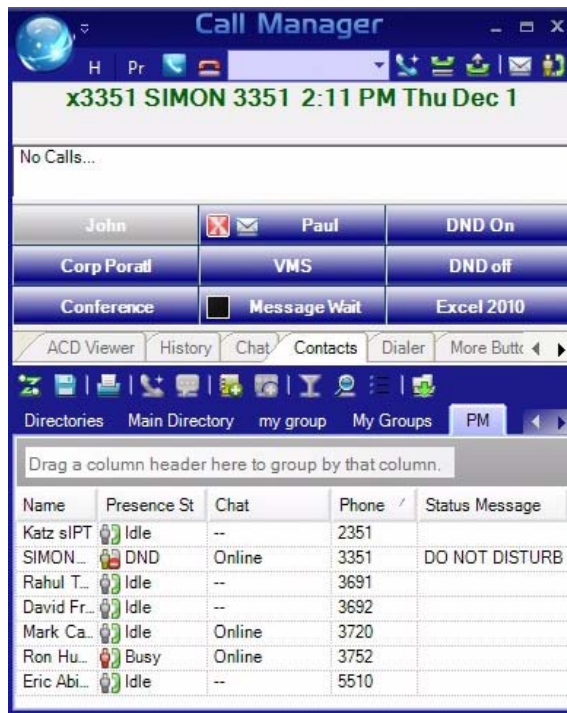 Call Manager
H Pr
x3351 SIMON 3351 2:11 PM Thu Dec 1
No Calls...
John Paul DND On
Corp Poratl VMS DND off
Conference Message Wait Excel 2010
ACD Viewer History Chat Contacts Dialer More Buttc
Directories Main Directory my group My Groups PM
Drag a column header here to group by that column.
Name Presence St Chat Phone Status Message
Katz sIPT Idle -- 2351
SIMON... DND Online 3351 DO NOT DISTURB
Rahul T... Idle -- 3691
David Fr... Idle -- 3692
Mark Ca... Idle Online 3720
Ron Hu... Busy Online 3752
Eric Abi... Idle -- 5510